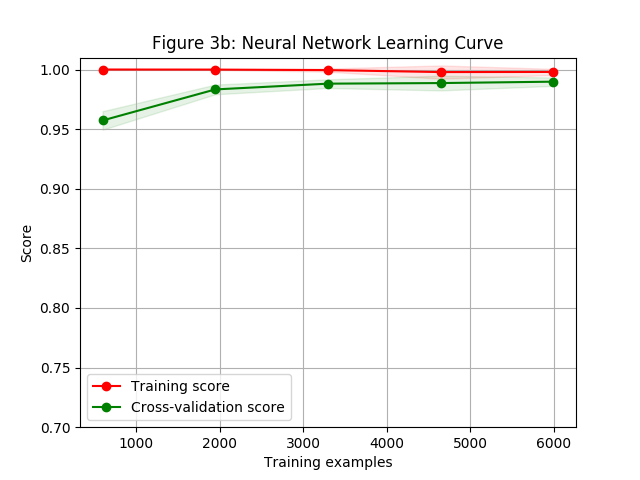 Figure 3b: Neural Network Learning Curve
1.00
0.95
0.90
0.85
0.80
0.75
0.70
Score
Training score
Cross-validation score
1000 2000 3000 4000 5000 6000
Training examples